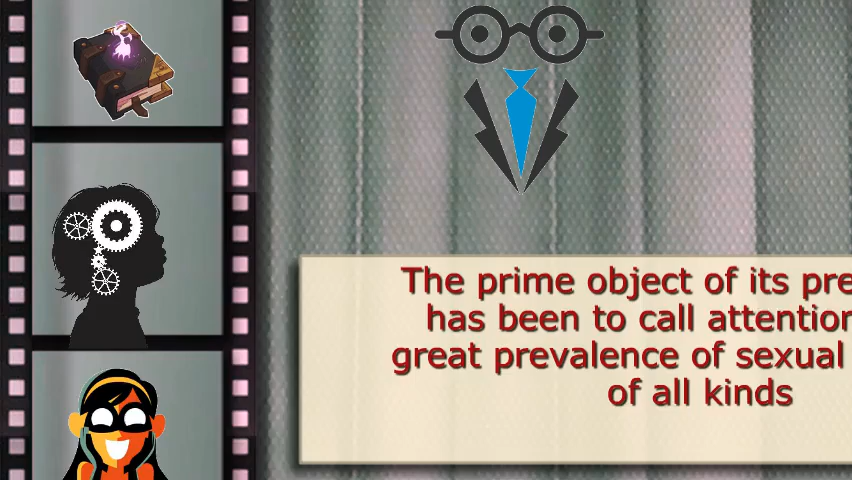 The prime object of its pre
has been to call attention
great prevalence of sexual
of all kinds